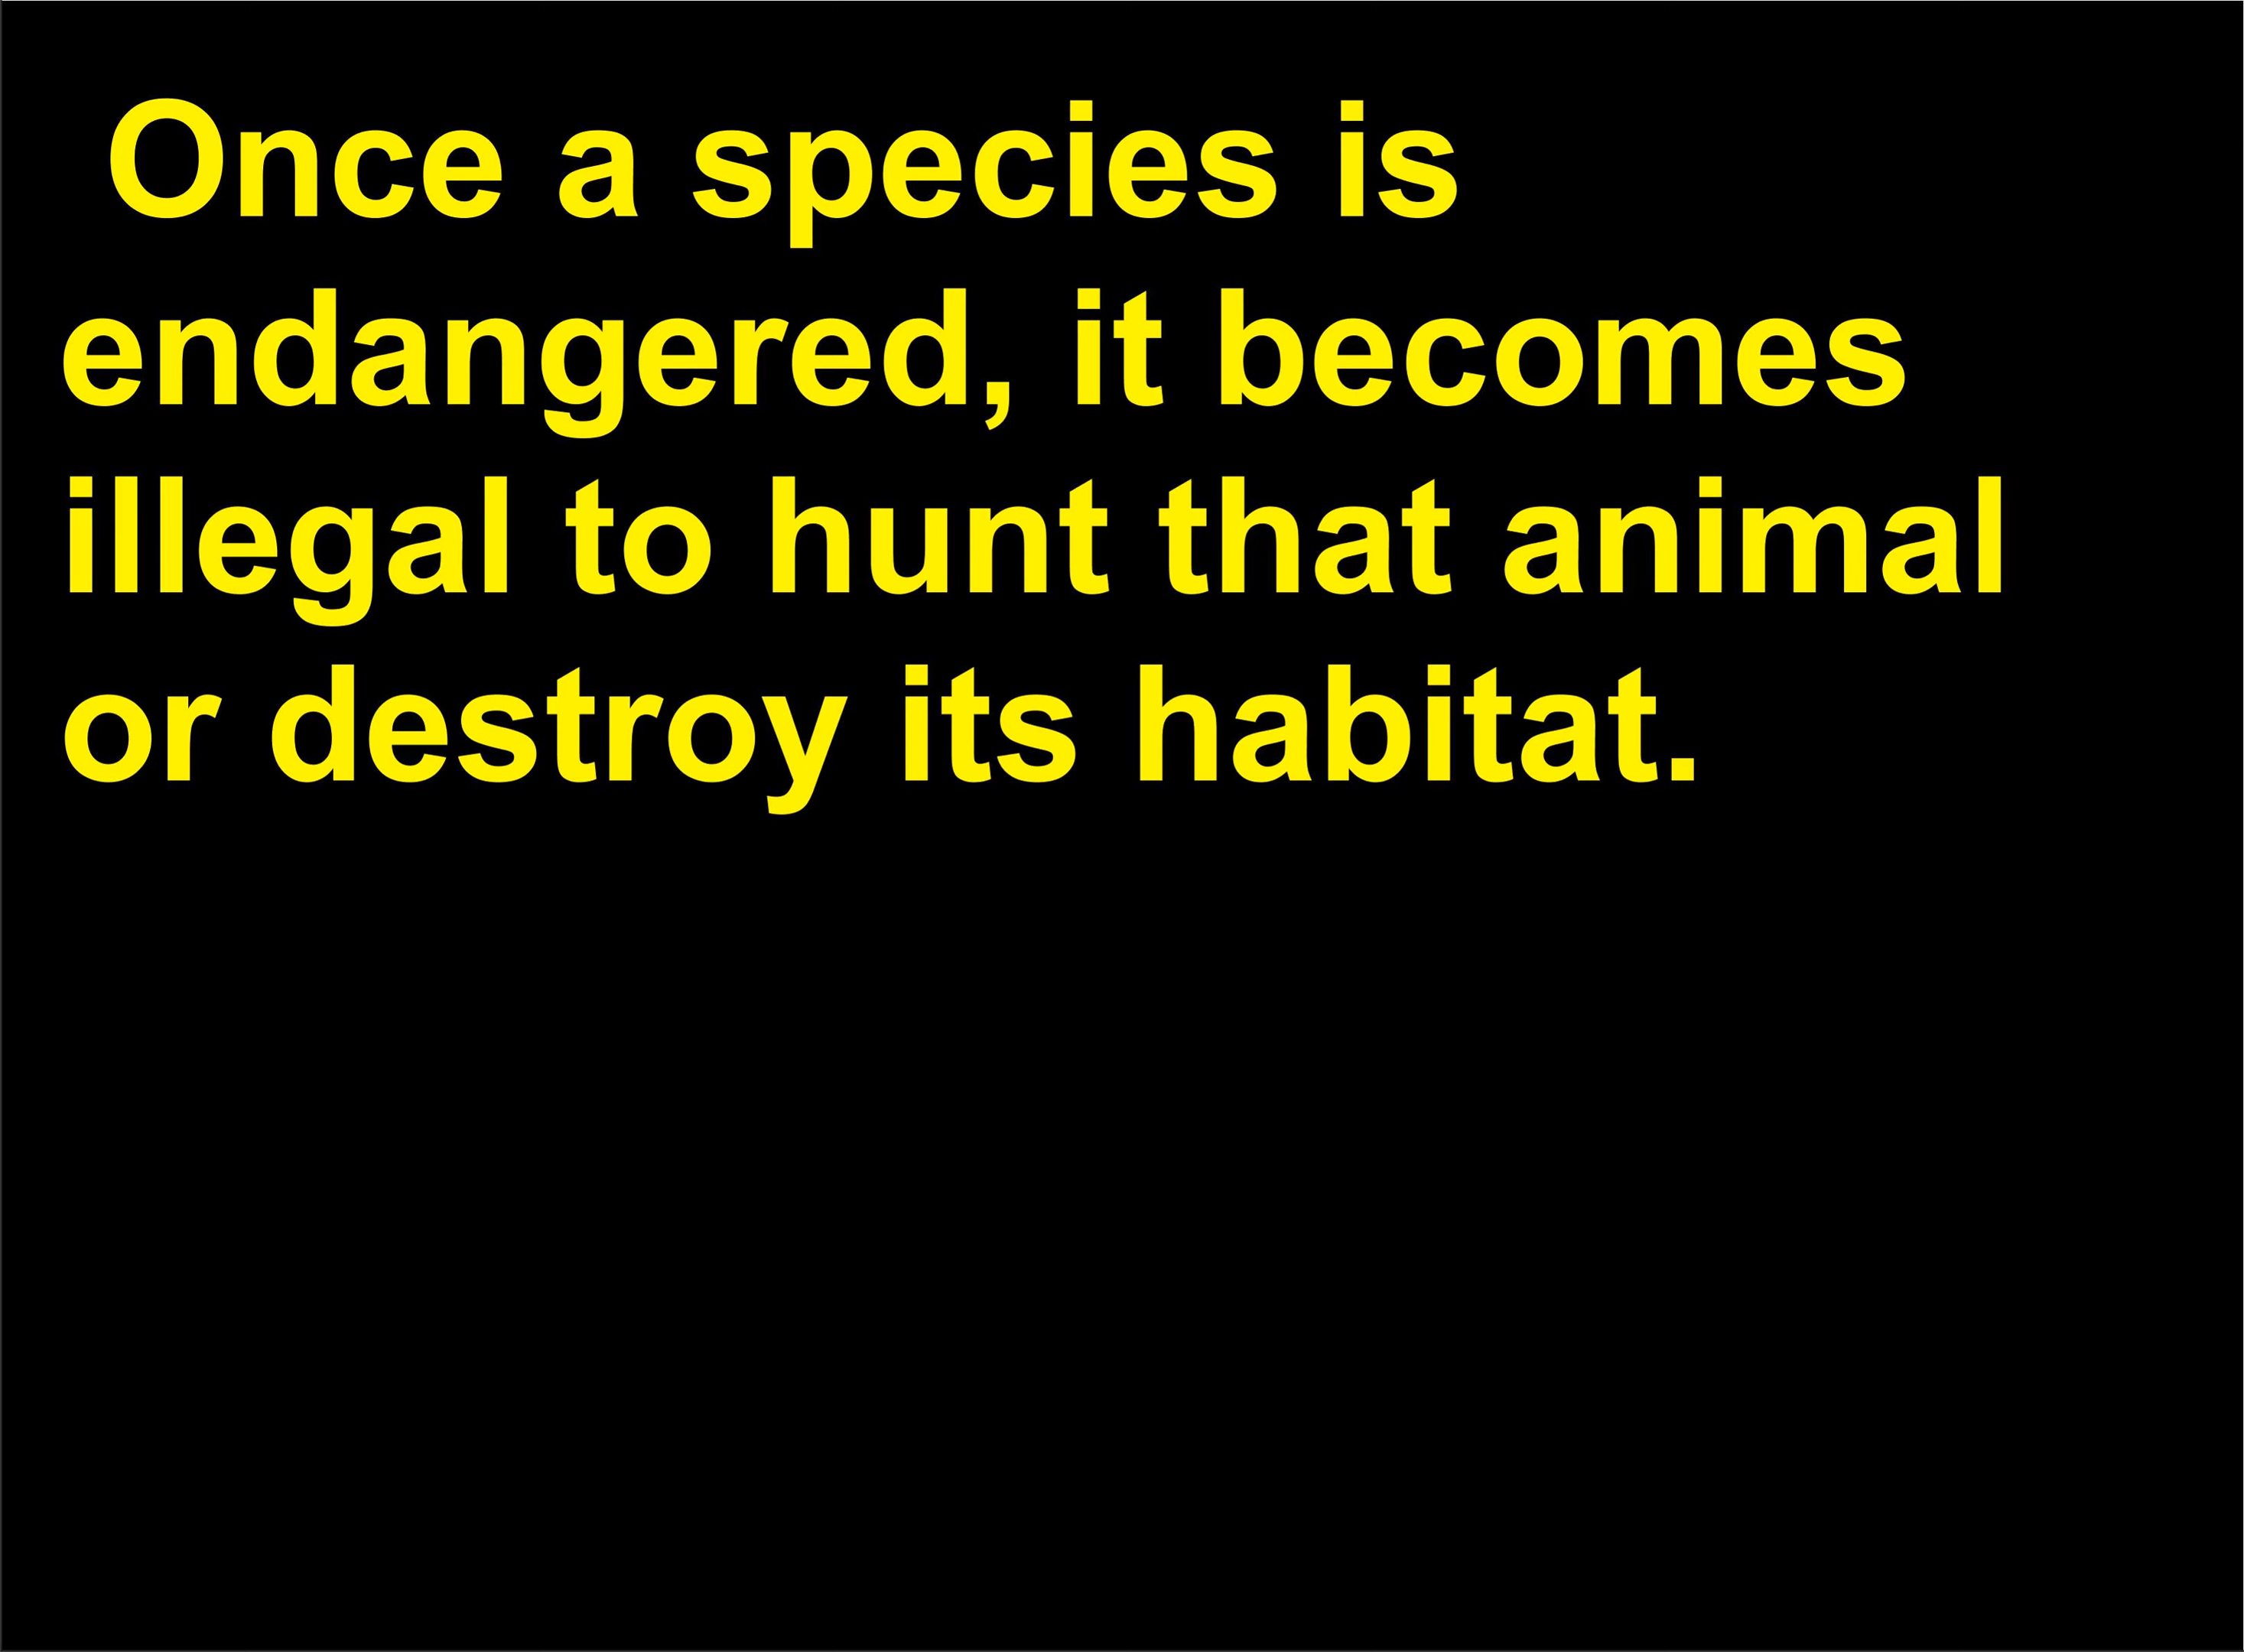 Once a species is
endangered, it becomes
illegal to hunt that animal
or destroy its habitat.